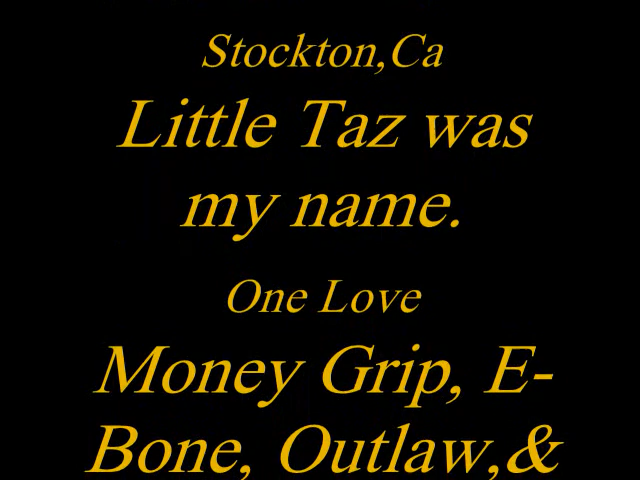 Stockton,Ca
Little Taz was
my name.
One Love
Money Grip, E-
Bone, Outlaw,&